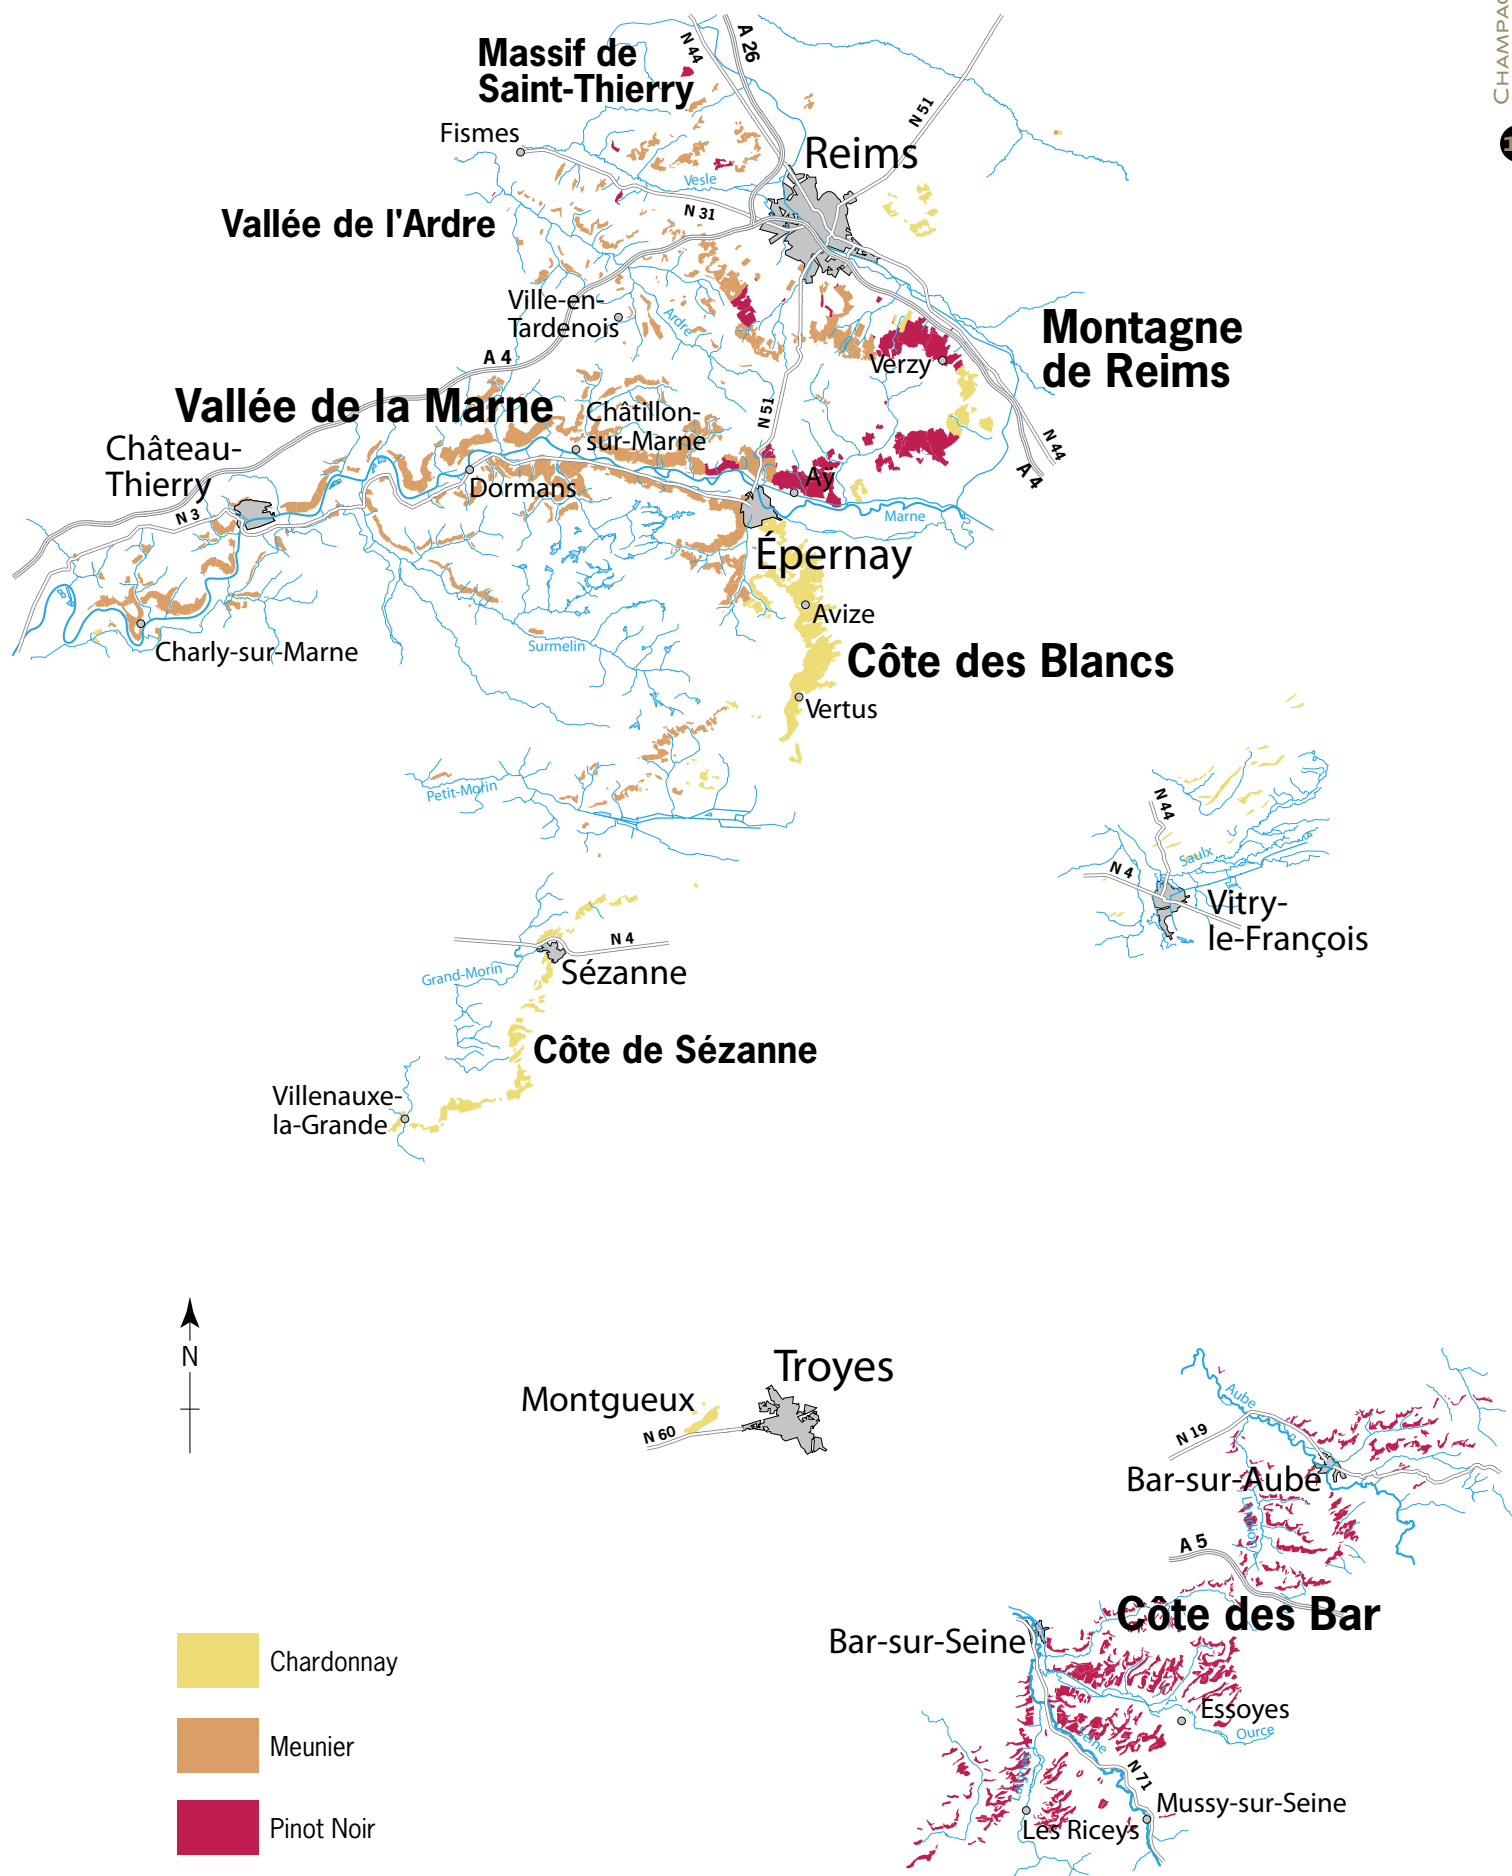 CHAMPAG
N 44
A 26
Massif de
Saint-Thierry
N 51
Fismes
Reims
Vesle
N 31
Vallée de l'Ardre
Ville-en-
Tardenois
Ardre
Montagne
de Reims
A 4
Verzy
Vallée de la Marne
Châtillon-
sur-Marne
N 51
Château-
Thierry
N 44
A 4
Dormans
Aÿ
N 3
Marne
Épernay
Avize
Surmelin
Charly-sur-Marne
Côte des Blancs
Vertus
Petit-Morin
N 44
Saulx
N 4
Vitry-
le-François
N 4
Grand-Morin
Sézanne
Côte de Sézanne
Villenauxe-
la-Grande
N
Troyes
Montgueux
N 60
Aube
N 19
Bar-sur-Aube
A 5
Côte des Bar
Bar-sur-Seine
Chardonnay
Essoyes
Ource
Seine
Meunier
N 71
Mussy-sur-Seine
Les Riceys
Pinot Noir